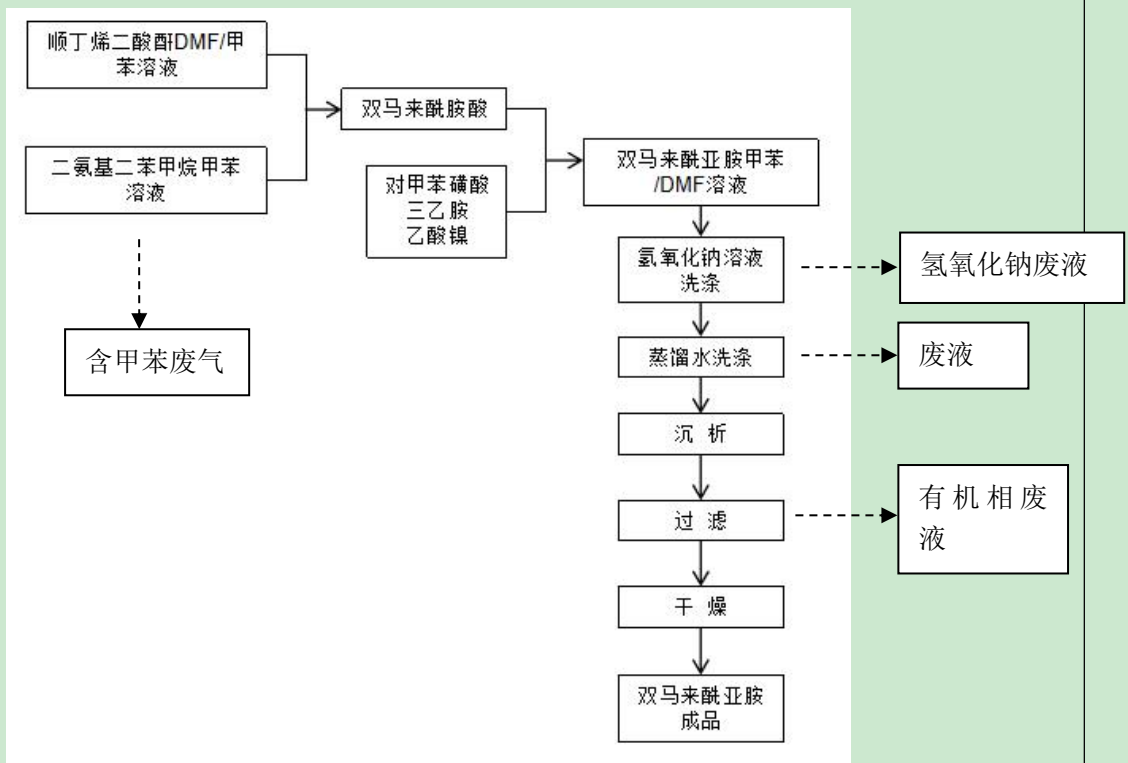 顺丁烯二酸酐DMF/甲
苯溶液
二氨基二苯甲烷甲苯
溶液
双马来酰胺酸
对甲苯磺酸
三乙胺
乙酸镍
双马来酰亚胺甲苯
/DMF溶液
氢氧化钠溶液
洗涤
氢氧化钠废液
含甲苯废气
蒸馏水洗涤
废液
沉 析
过 滤
有机相废
液
干 燥
双马来酰亚胺
成品